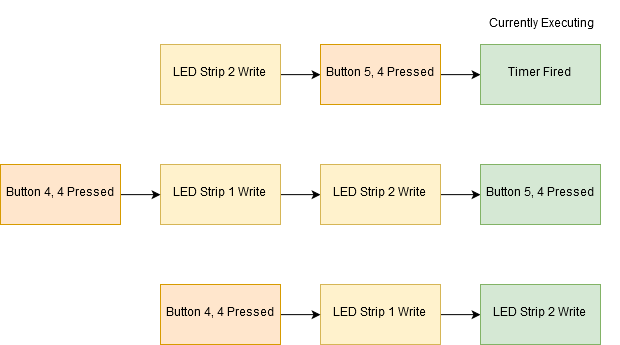 Currently Executing
LED Strip 2 Write
Button 5, 4 Pressed
Timer Fired
Button 4, 4 Pressed
LED Strip 1 Write
LED Strip 2 Write
Button 5, 4 Pressed
Button 4, 4 Pressed
LED Strip 1 Write
LED Strip 2 Write